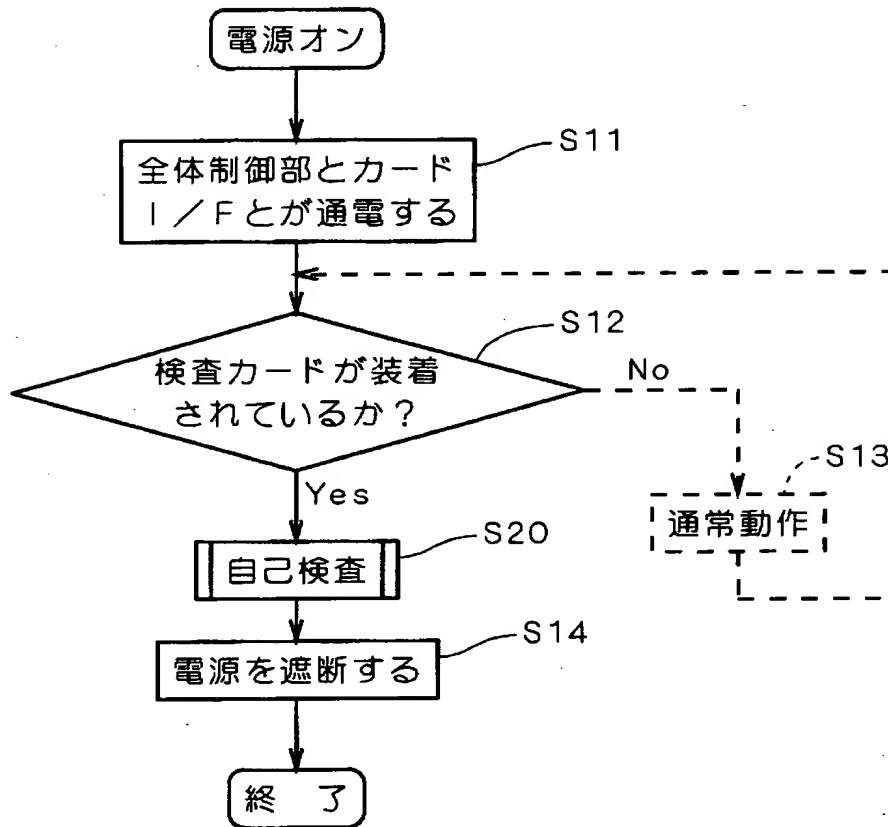 電源オン
S11
全体制御部とカード
I／Fとが通電する
S12
検査カードが装着
されているか？
No
S13
通常動作
Yes
S20
自己検査
S14
電源を遮断する
終　了